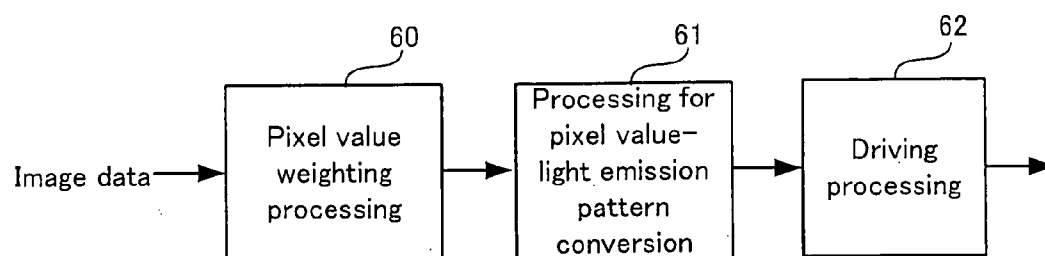 60
61
62
Image data
Pixel value
weighting
processing
Processing for
pixel value-
light emission
pattern
conversion
Driving
processing